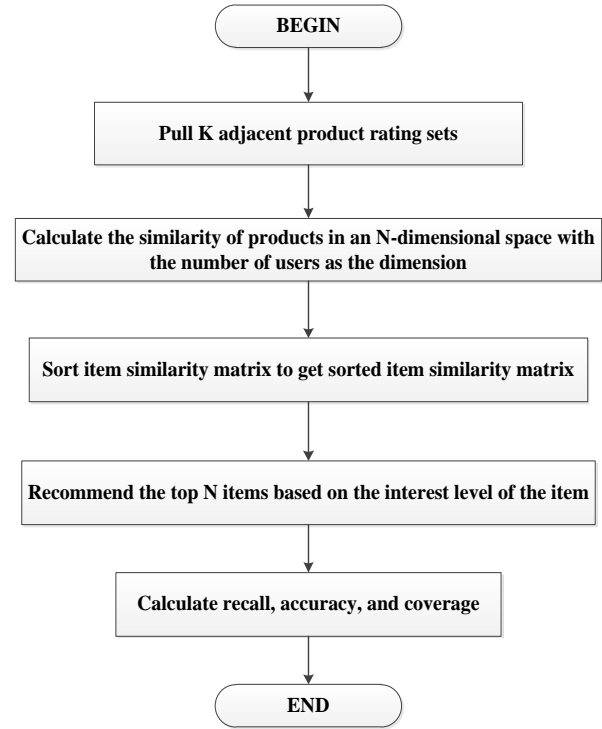 BEGIN
Pull K adjacent product rating sets
Calculate the similarity of products in an N-dimensional space with
the number of users as the dimension
Sort item similarity matrix to get sorted item similarity matrix
Recommend the top N items based on the interest level of the item
Calculate recall, accuracy, and coverage
END